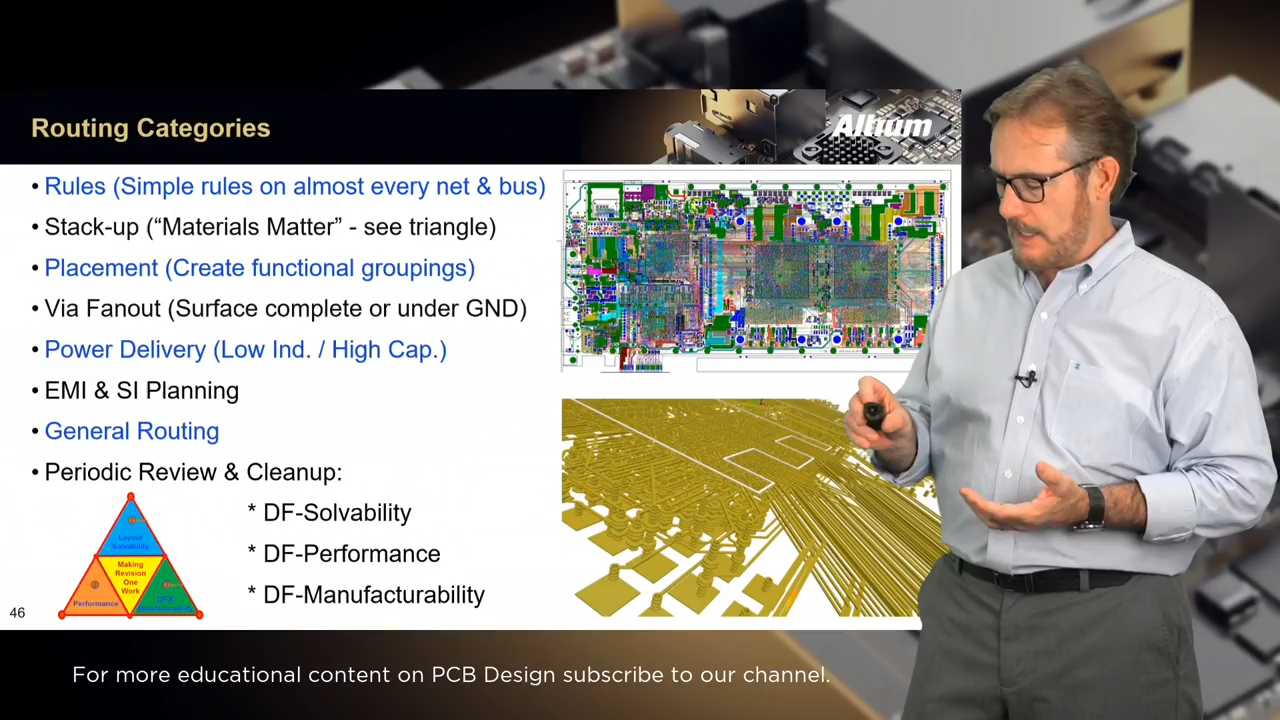 Routing Categories
Altium
• Rules (Simple rules on almost every net & bus)
• Stack-up (“Materials Matter” - see triangle)
• Placement (Create functional groupings)
• Via Fanout (Surface complete or under GND)
• Power Delivery (Low Ind. / High Cap.)
• EMI & SI Planning
• General Routing
• Periodic Review & Cleanup:
* DF-Solvability
* DF-Performance
* DF-Manufacturability
Layout
Solvability
Making
Revision
One
Work
Performance
DFX
46
For more educational content on PCB Design subscribe to our channel.